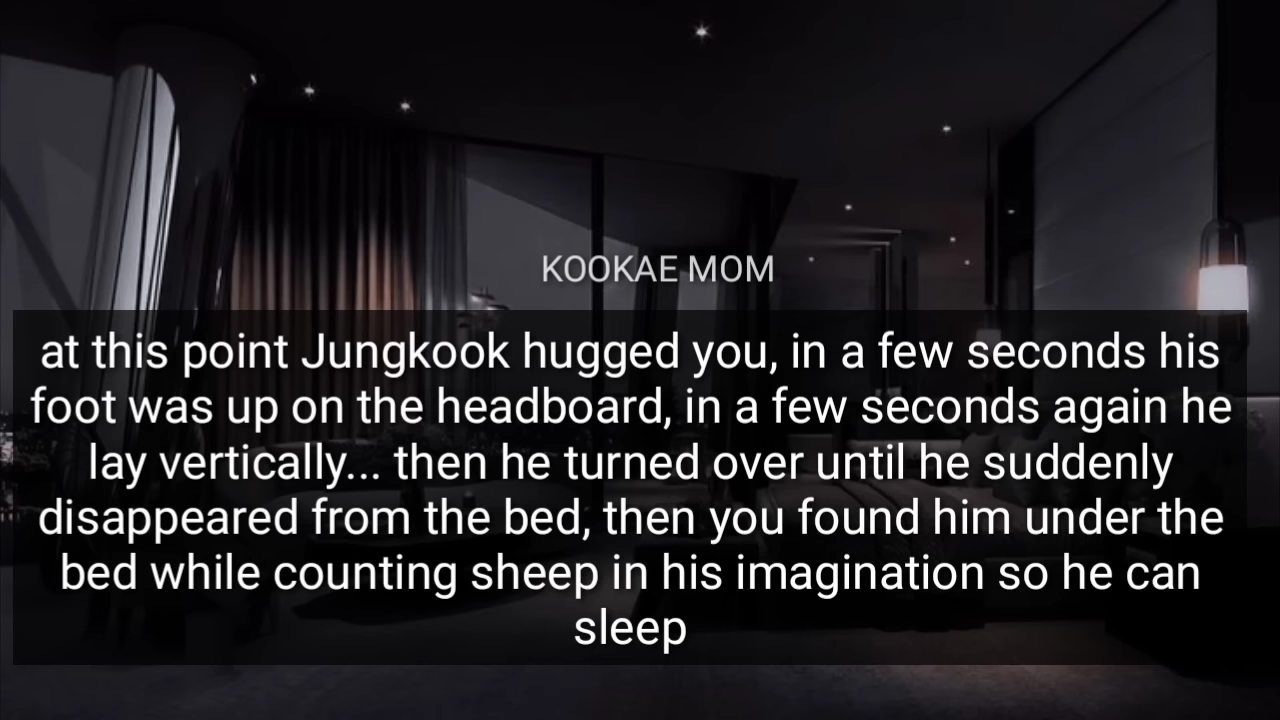 KOOKAE MOM
at this point Jungkook hugged you, in a few seconds his
foot was up on the headboard, in a few seconds again he
lay vertically... then he turned over until he suddenly
disappeared from the bed, then you found him under the
bed while counting sheep in his imagination so he can
sleep